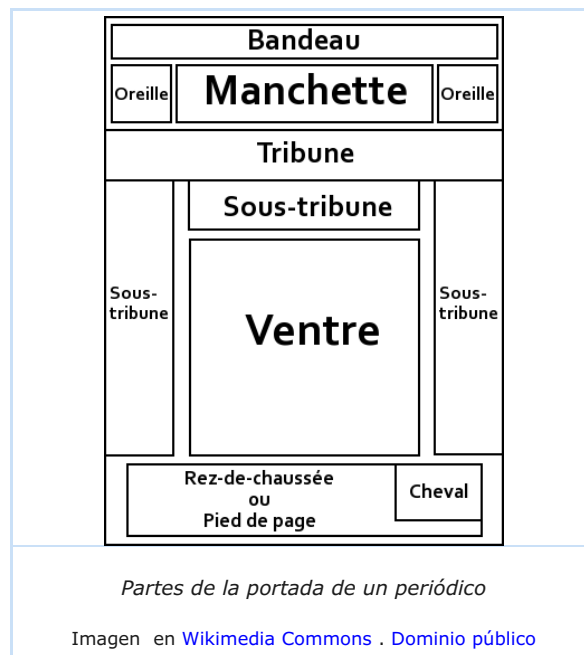 Bandeau
Oreille
Manchette
Oreille
Tribune
Sous-tribune
Sous-
tribune
Ventre
Sous-
tribune
Rez-de-chaussée
ou
Pied de page
Cheval
Partes de la portada de un periódico
Imagen en Wikimedia Commons . Dominio público